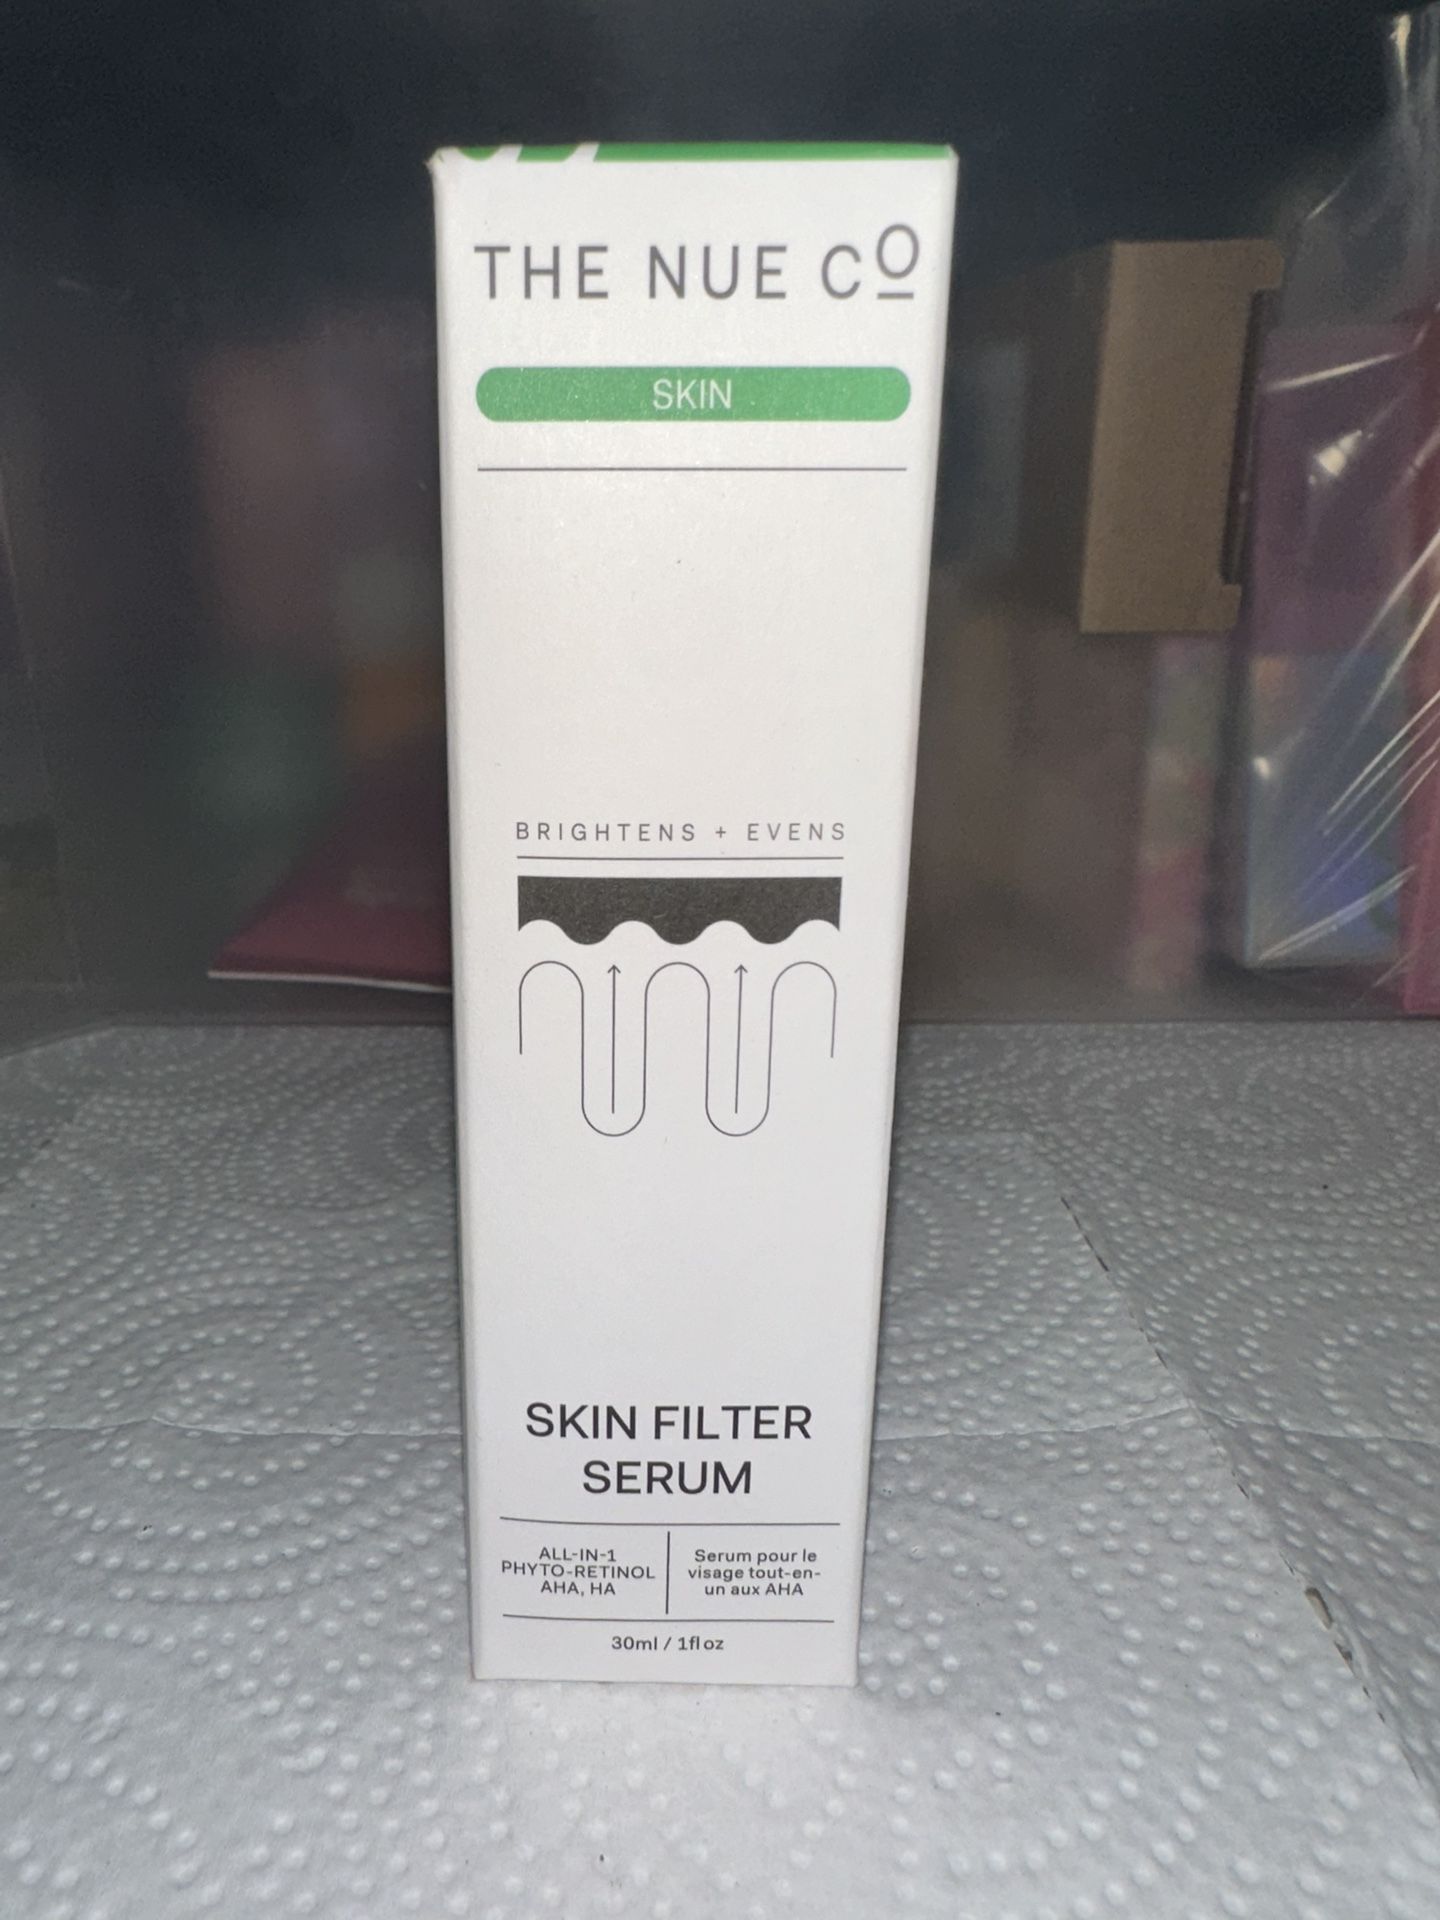 THE NUE CO
SKIN
BRIGHTENS + EVENS
SKIN FILTER
SERUM
ALL-IN-1
PHYTO-RETINOL
AHA, HA
Serum pour le
visage tout-en-
un aux AHA
30ml / 1fl oz